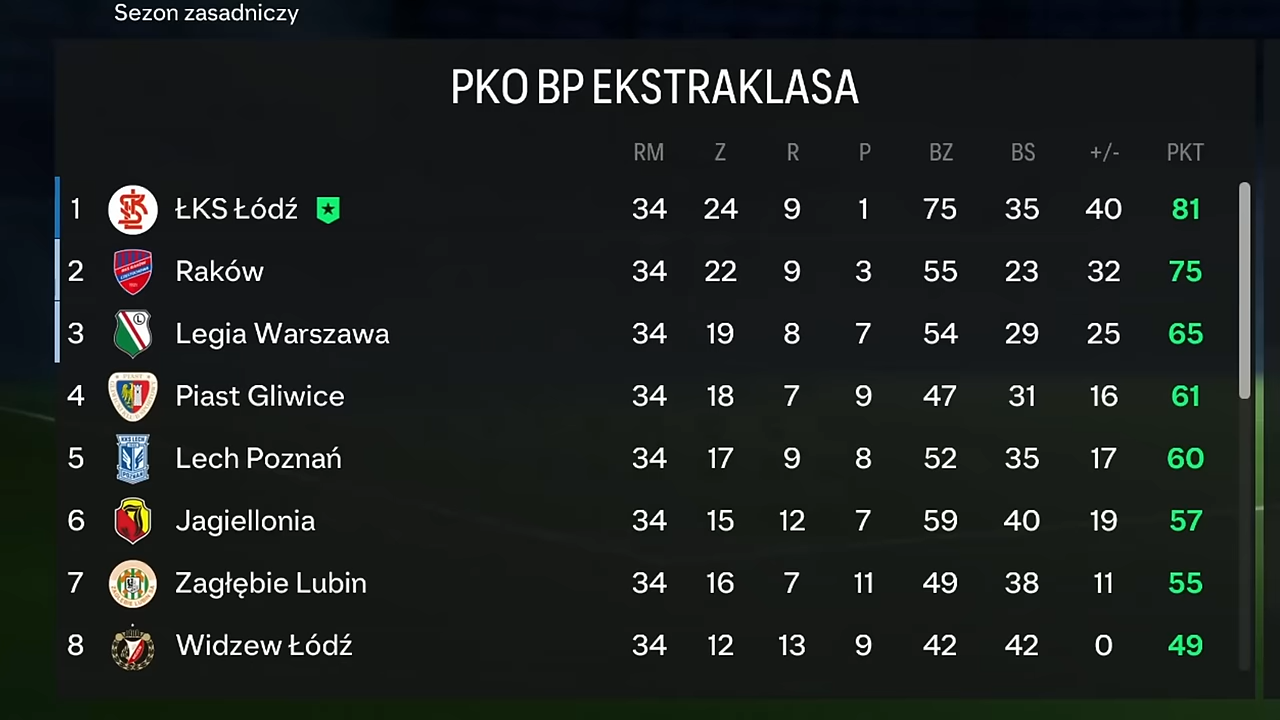 Sezon zasadniczy
PKO BP EKSTRAKLASA
RM Z R P BZ BS +/- PKT
1 ŁKS Łódź 34 24 9 1 75 35 40 81
2 Raków 34 22 9 3 55 23 32 75
3 Legia Warszawa 34 19 8 7 54 29 25 65
4 Piast Gliwice 34 18 7 9 47 31 16 61
5 Lech Poznań 34 17 9 8 52 35 17 60
6 Jagiellonia 34 15 12 7 59 40 19 57
7 Zagłębie Lubin 34 16 7 11 49 38 11 55
8 Widzew Łódź 34 12 13 9 42 42 0 49